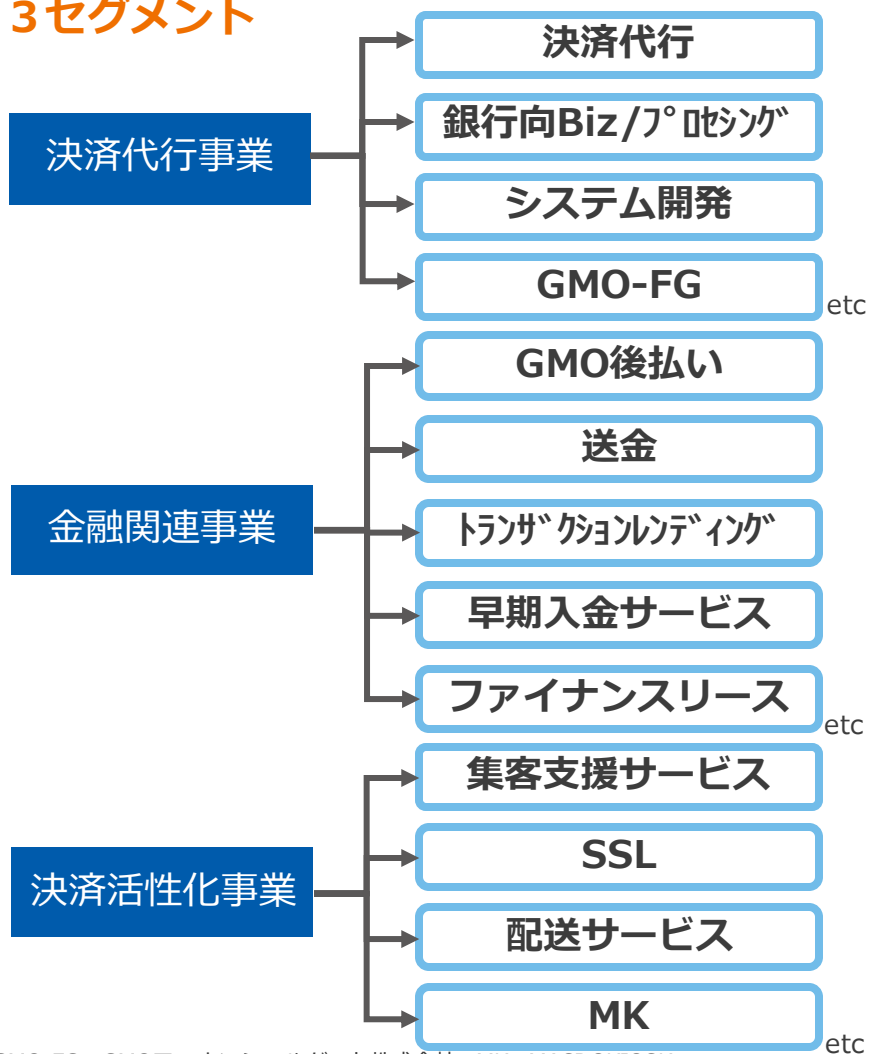 3セグメント
決済代行事業
決済代行
銀行向Biz/ﾌﾟﾛｾｼﾝｸﾞ
システム開発
GMO-FG
etc
金融関連事業
GMO後払い
送金
ﾄﾗﾝｻﾞｸｼｮﾝﾚﾝﾃﾞｨﾝｸﾞ
早期入金サービス
ファイナンスリース
etc
決済活性化事業
集客支援サービス
SSL
配送サービス
MK
etc